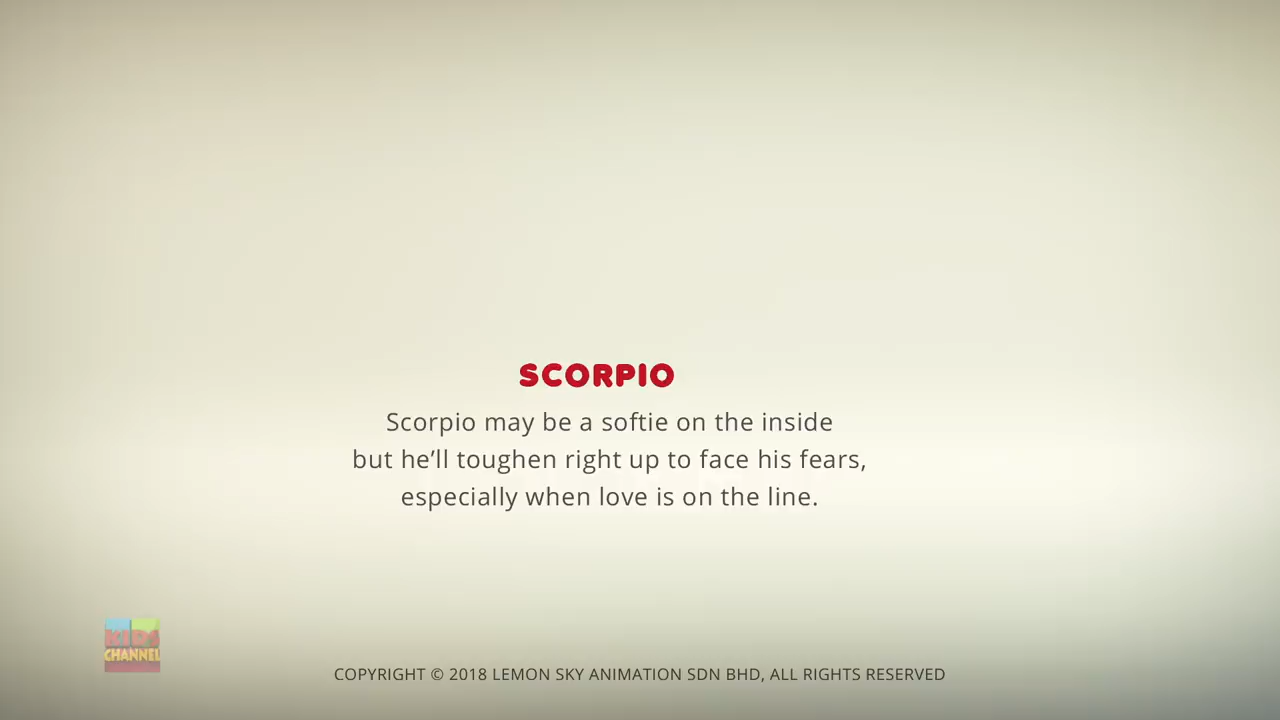 SCORPIO
Scorpio may be a softie on the inside
but he’ll toughen right up to face his fears,
especially when love is on the line.
KIDS
CHANNEL
COPYRIGHT © 2018 LEMON SKY ANIMATION SDN BHD, ALL RIGHTS RESERVED